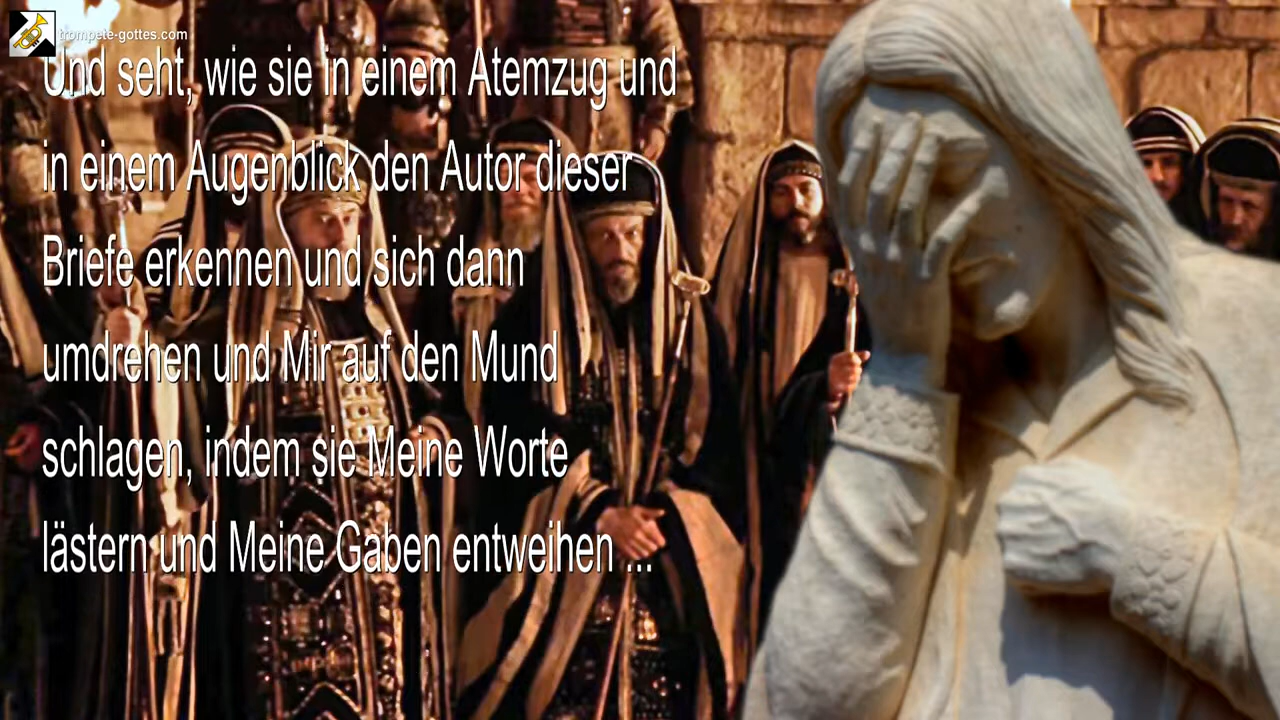 trompete-gottes.com
Und seht, wie sie in einem Atemzug und
in einem Augenblick den Autor dieser
Briefe erkennen und sich dann
umdrehen und Mir auf den Mund
schlagen, indem sie Meine Worte
lästern und Meine Gaben entweihen ...